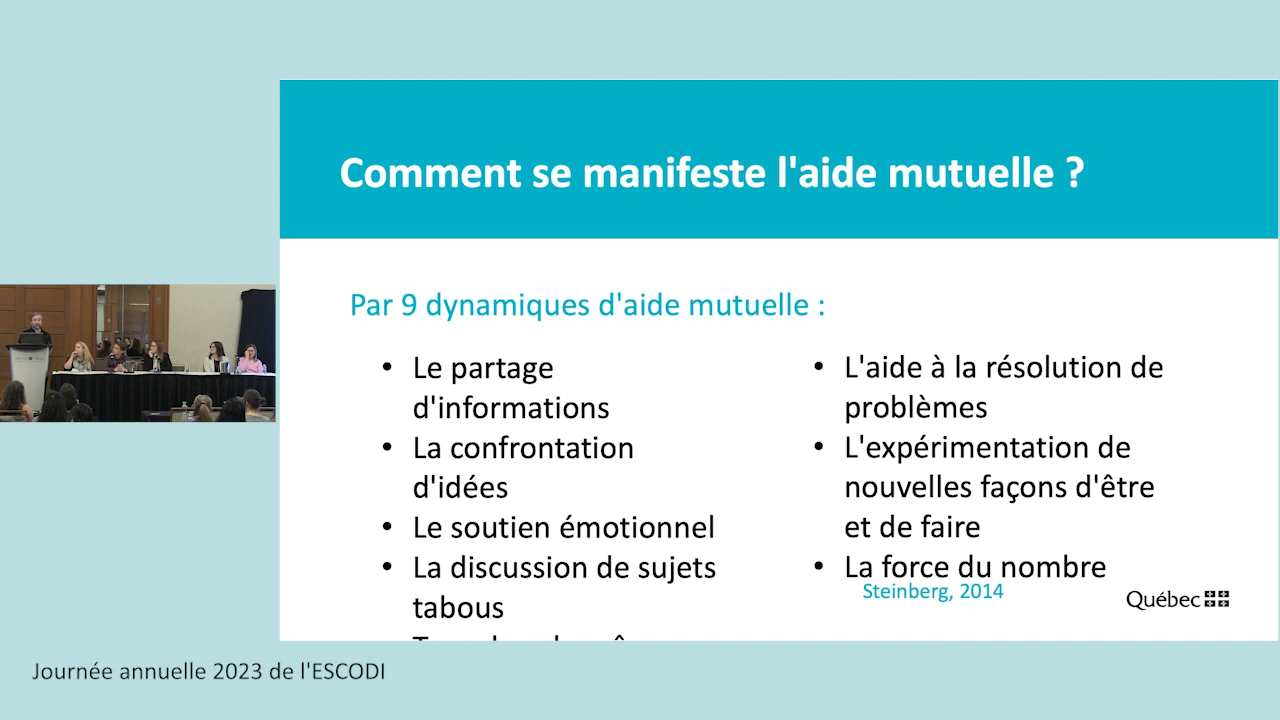 Comment se manifeste l'aide mutuelle ?
Par 9 dynamiques d'aide mutuelle :
• Le partage
d'informations
• La confrontation
d'idées
• Le soutien émotionnel
• La discussion de sujets
tabous
• L'aide à la résolution de
problèmes
• L'expérimentation de
nouvelles façons d'être
et de faire
• La force du nombre
Steinberg, 2014
Québec
Journée annuelle 2023 de l'ESCODI